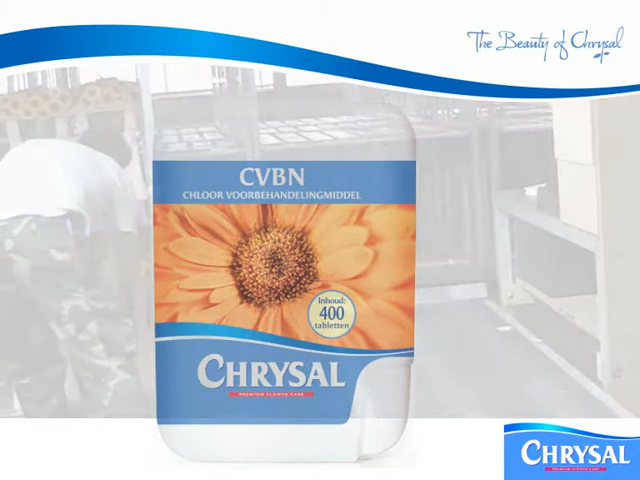 The Beauty of Chrysal
CVBN
CHLOOR VOORBEHANDELINGMIDDEL
Inhoud:
400
tabletten
CHRYSAL
PREMIUM FLOWER CARE
CHRYSAL
PREMIUM FLOWER CARE